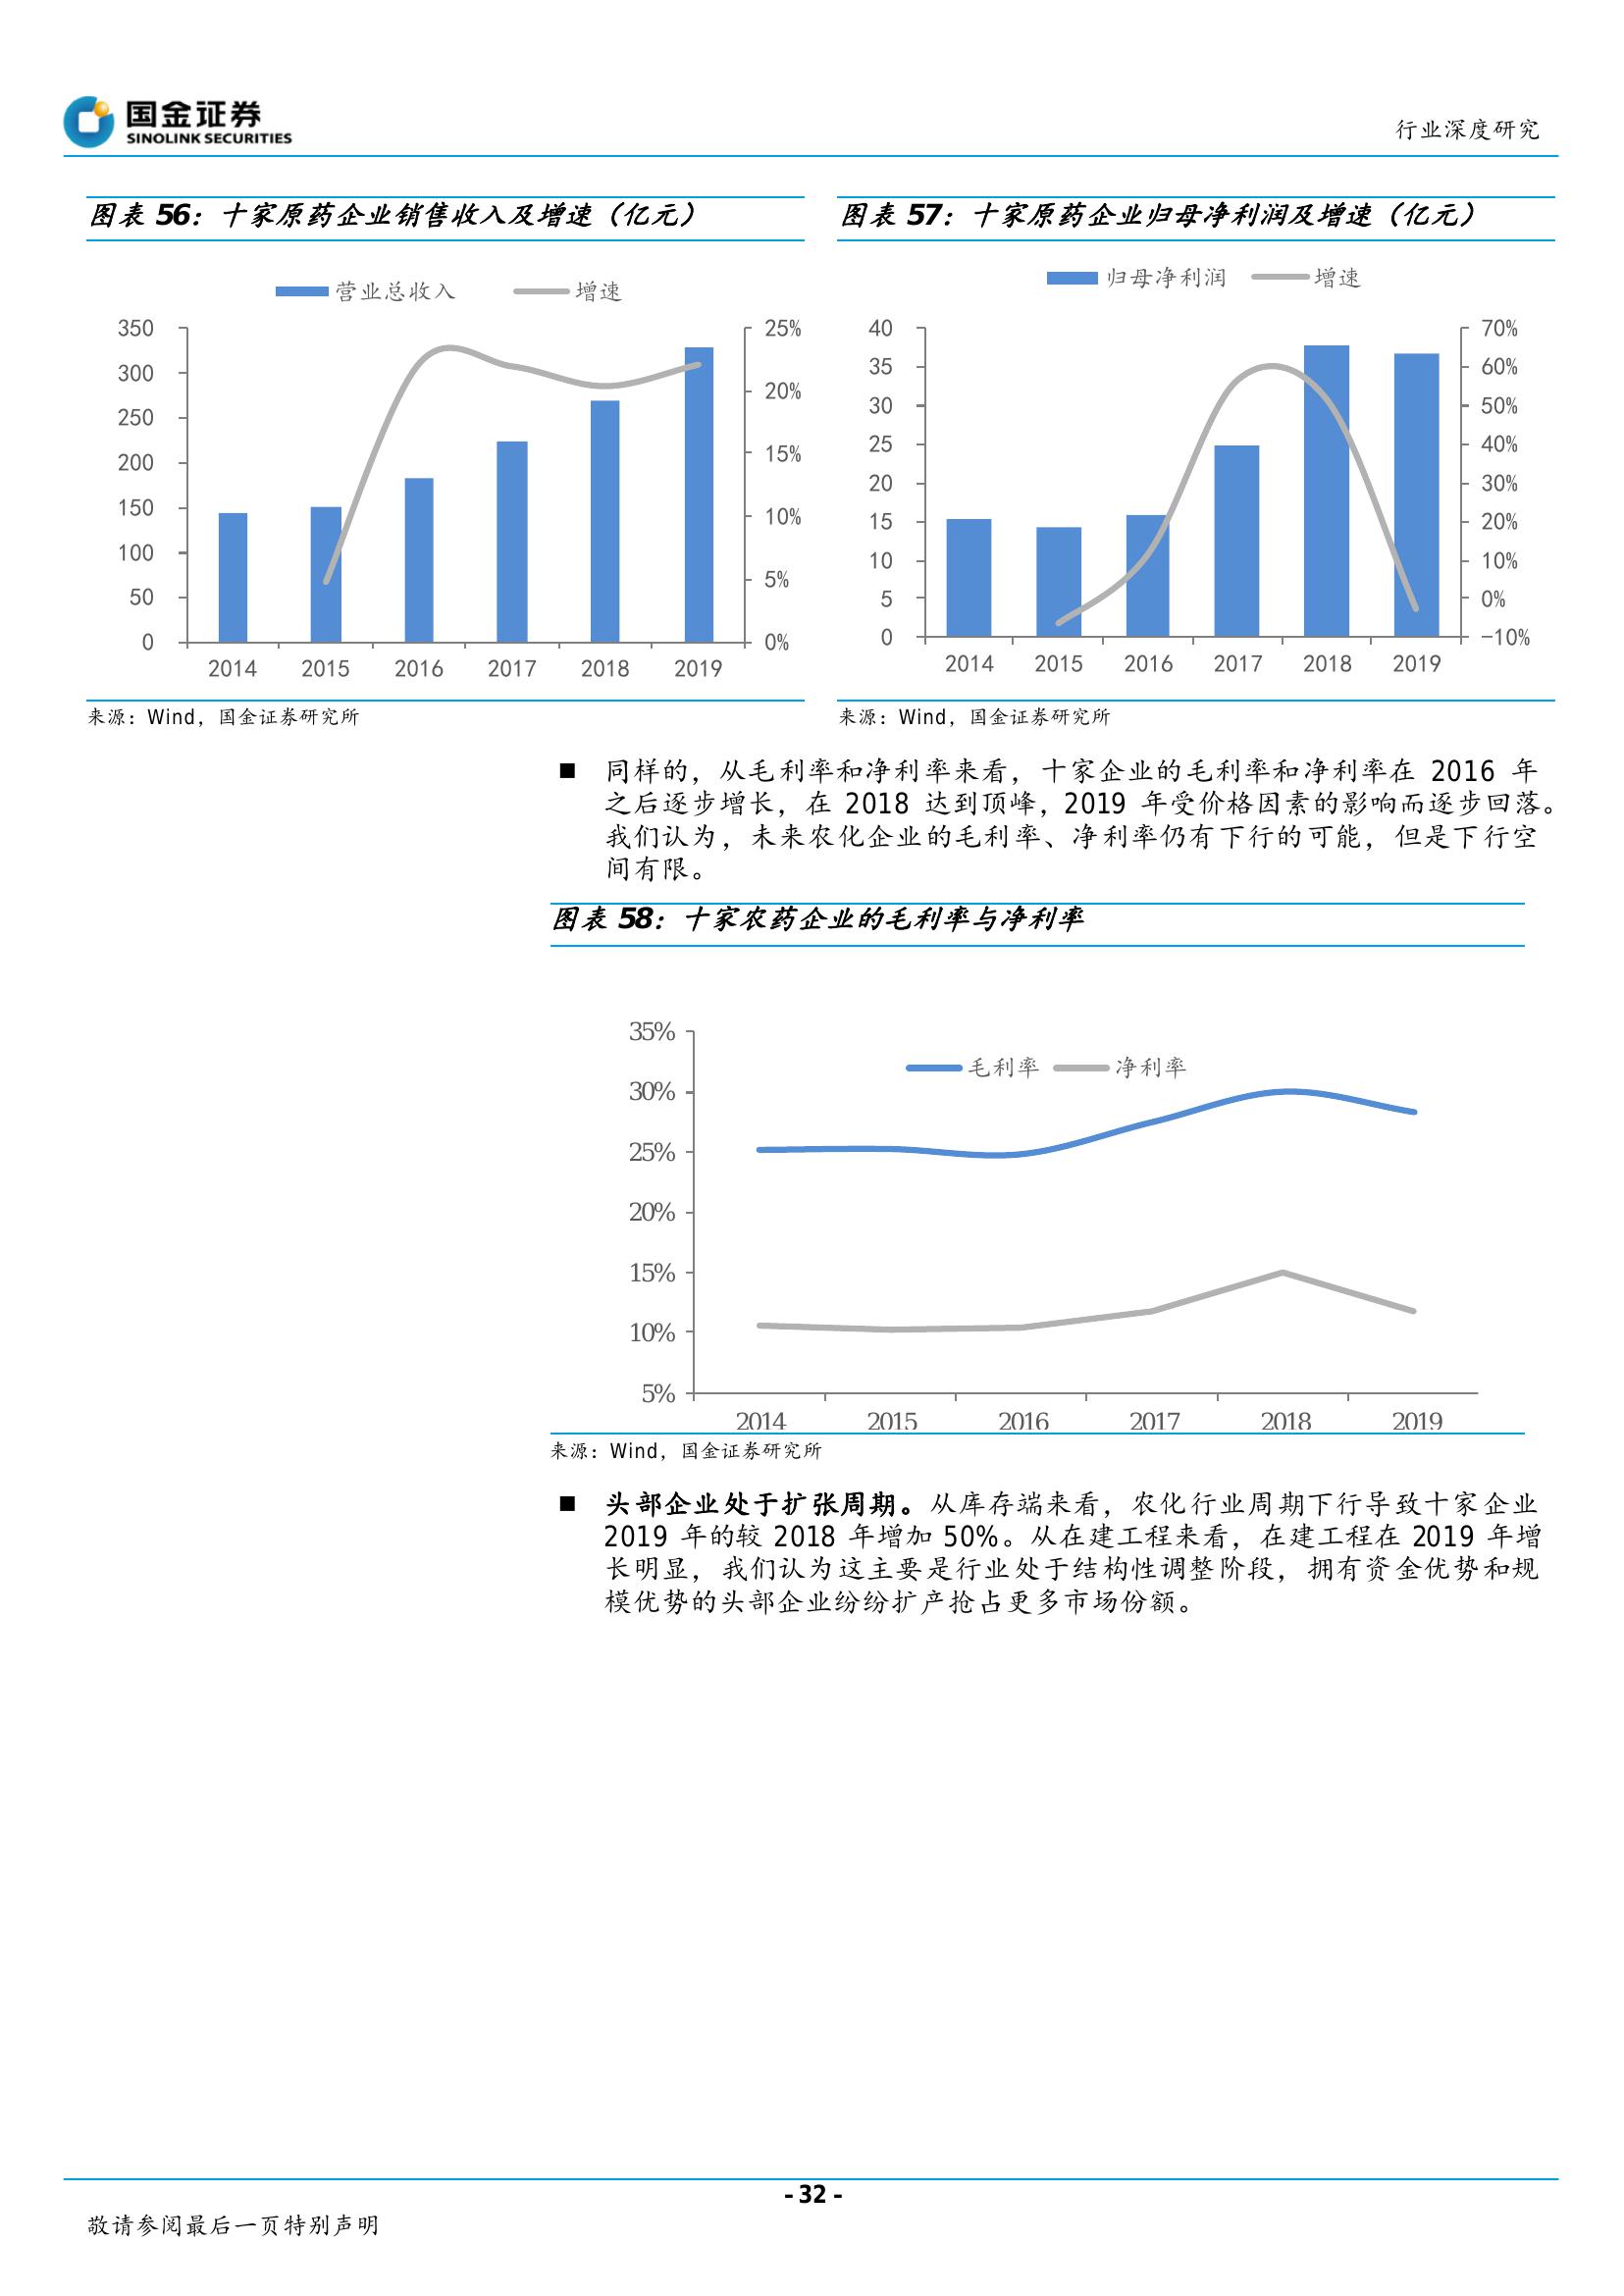 国金证券
SINOLINK SECURITIES
行业深度研究
图表 56：十家原药企业销售收入及增速（亿元）
营业总收入 增速
350
300
250
200
150
100
50
0
25%
20%
15%
10%
5%
0%
2014 2015 2016 2017 2018 2019
来源：Wind，国金证券研究所
图表 57：十家原药企业归母净利润及增速（亿元）
归母净利润 增速
40
35
30
25
20
15
10
5
0
70%
60%
50%
40%
30%
20%
10%
0%
-10%
2014 2015 2016 2017 2018 2019
来源：Wind，国金证券研究所
■ 同样的，从毛利率和净利率来看，十家企业的毛利率和净利率在 2016 年
之后逐步增长，在 2018 达到顶峰，2019 年受价格因素的影响而逐步回落。
我们认为，未来农化企业的毛利率、净利率仍有下行的可能，但是下行空
间有限。
图表 58：十家农药企业的毛利率与净利率
毛利率 净利率
35%
30%
25%
20%
15%
10%
5%
2014 2015 2016 2017 2018 2019
来源：Wind，国金证券研究所
■ 头部企业处于扩张周期。从库存端来看，农化行业周期下行导致十家企业
2019 年的较 2018 年增加 50%。从在建工程来看，在建工程在 2019 年增
长明显，我们认为这主要是行业处于结构性调整阶段，拥有资金优势和规
模优势的头部企业纷纷扩产抢占更多市场份额。
- 32 -
敬请参阅最后一页特别声明